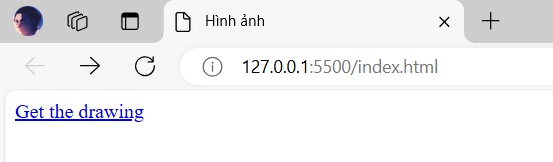 Hình ảnh
127.0.0.1:5500/index.html
Get the drawing